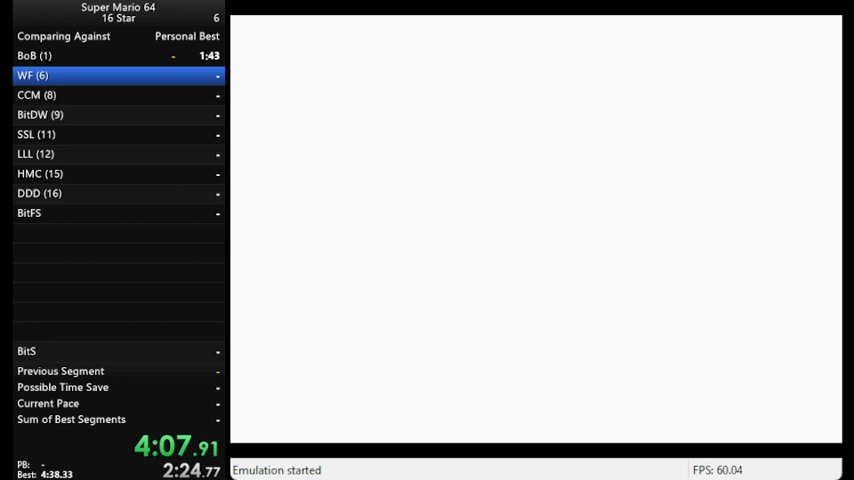 Super Mario 64
16 Star 6
Comparing Against Personal Best
BoB (1) - 1:43
WF (6) -
CCM (8) -
BitDW (9) -
SSL (11) -
LLL (12) -
HMC (15) -
DDD (16) -
BitFS -
BitS -
Previous Segment -
Possible Time Save -
Current Pace -
Sum of Best Segments -
4:07.91
PB: -
Best: 4:38.33 2:24.77
Emulation started FPS: 60.04